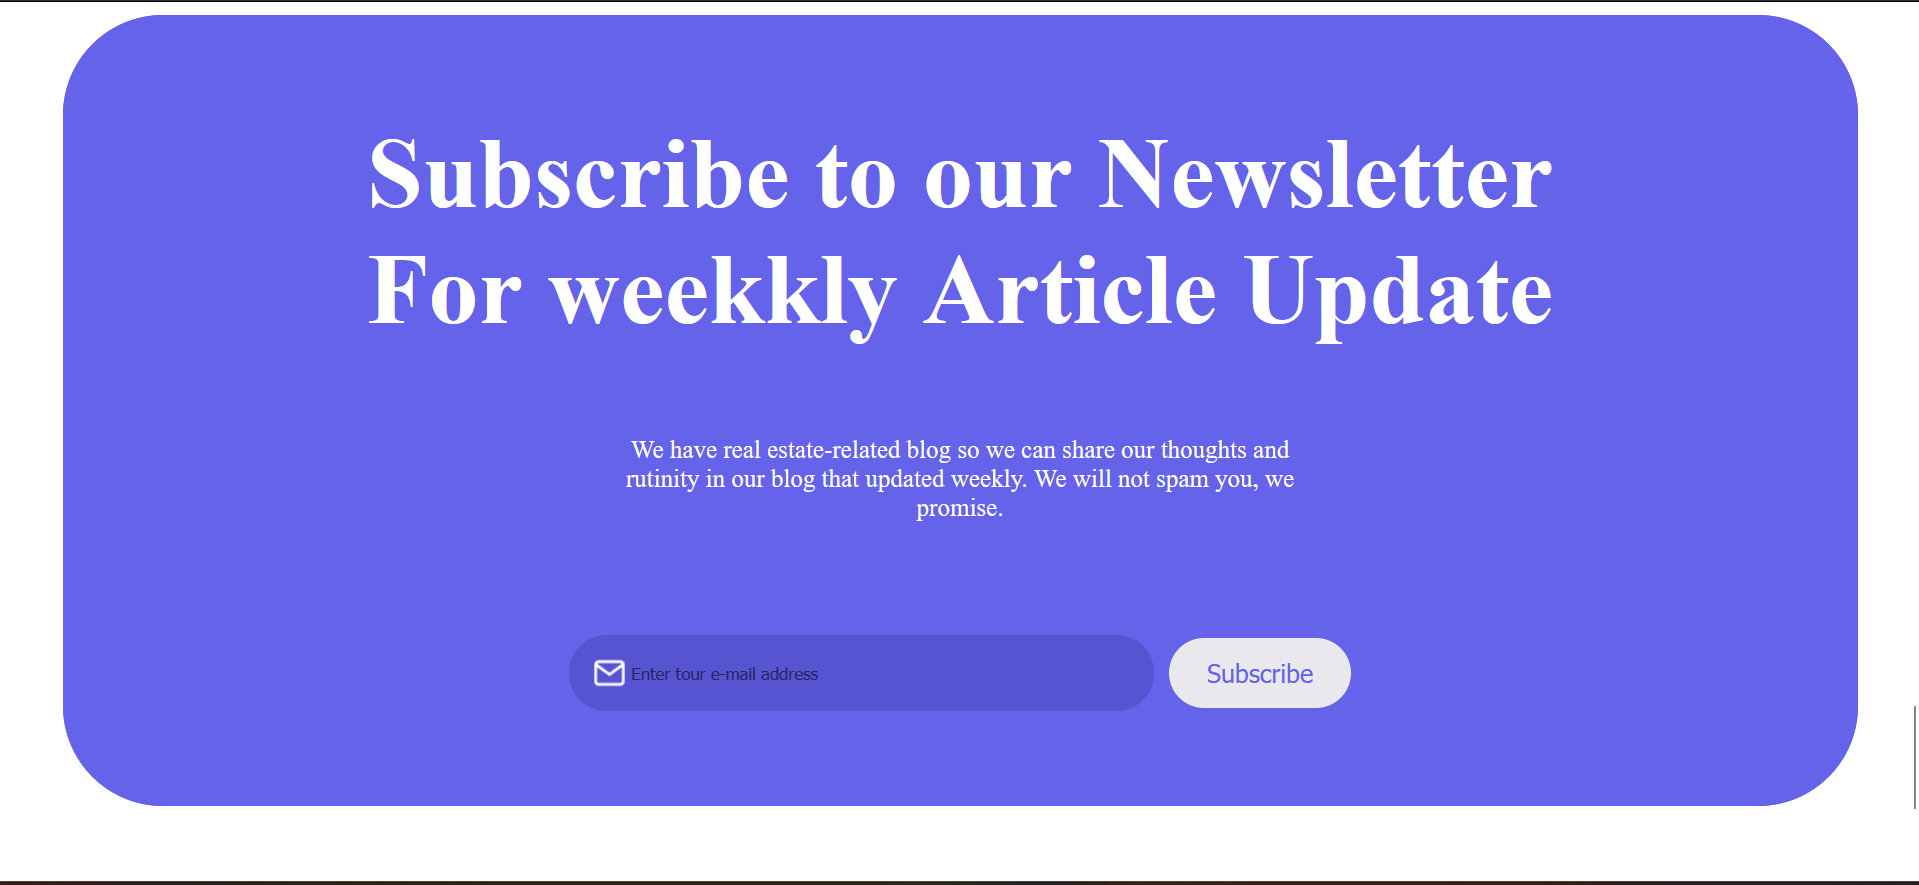 Subscribe to our Newsletter
For weekkly Article Update
We have real estate-related blog so we can share our thoughts and
rutinity in our blog that updated weekly. We will not spam you, we
promise.
Enter tour e-mail address
Subscribe